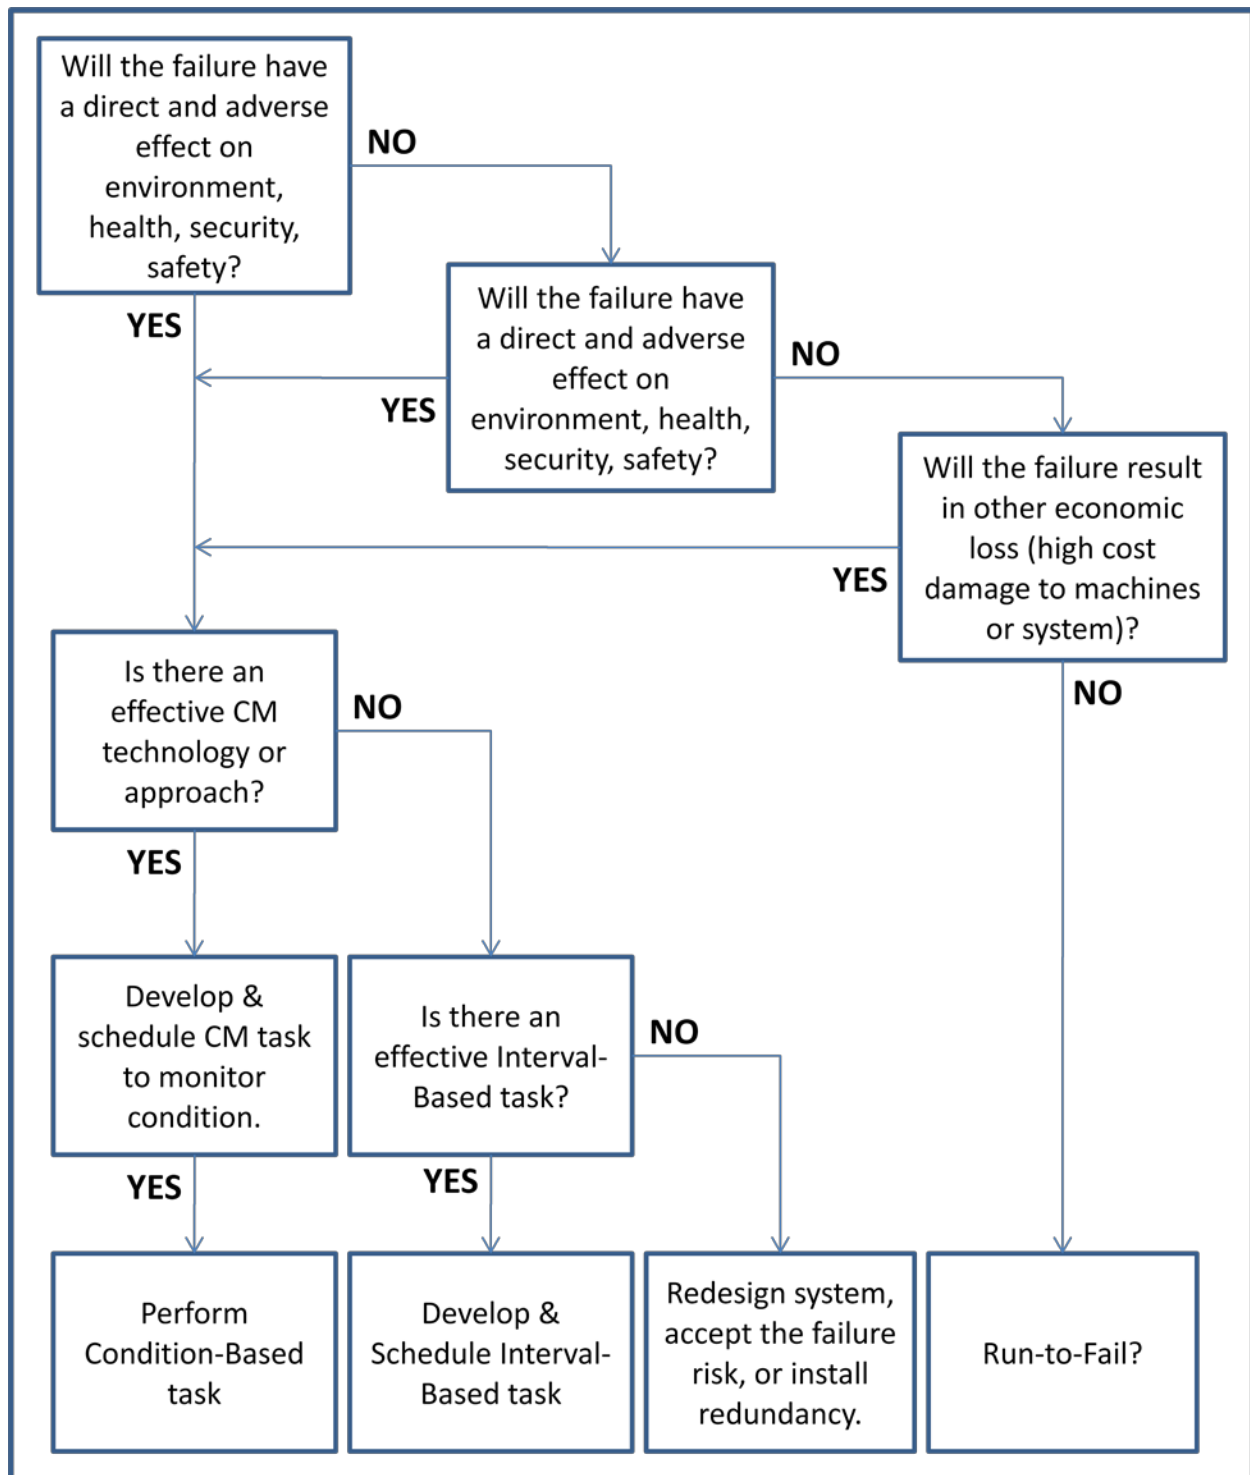 Will the failure have
a direct and adverse
effect on
environment,
health, security,
safety?
NO
YES
Will the failure have
a direct and adverse
effect on
environment, health,
security, safety?
NO
YES
Will the failure result
in other economic
loss (high cost
damage to machines
or system)?
YES
NO
Is there an
effective CM
technology or
approach?
NO
YES
Develop &
schedule CM task
to monitor
condition.
YES
Is there an
effective Interval-
Based task?
NO
YES
Perform
Condition-Based
task
Develop &
Schedule Interval-
Based task
Redesign system,
accept the failure
risk, or install
redundancy.
Run-to-Fail?